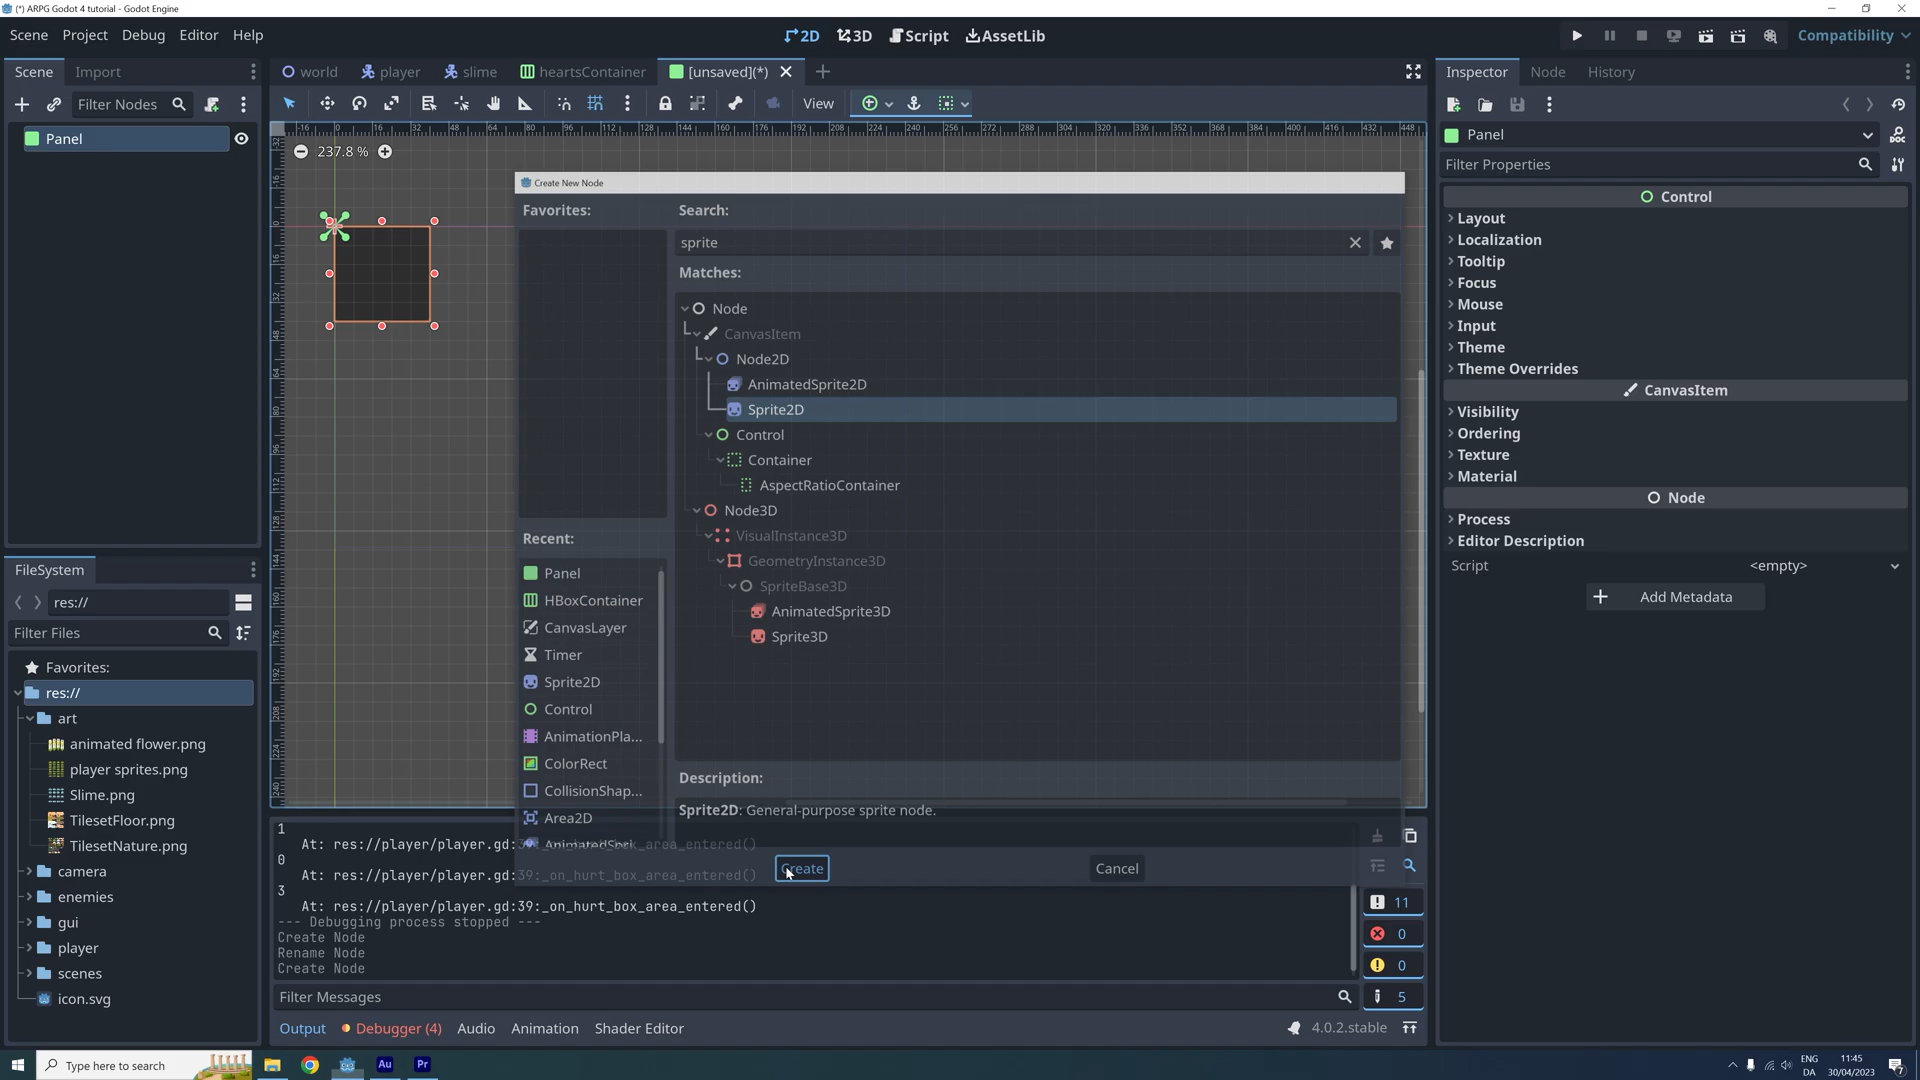 (*) ARPG Godot 4 tutorial - Godot Engine
Scene Project Debug Editor Help
2D 3D Script AssetLib
Compatibility
Scene Import
world player slime heartsContainer [unsaved](*)
Inspector Node History
Filter Nodes
View
Panel
237.8 %
Panel
Filter Properties
Control
Layout
Localization
Tooltip
Focus
Mouse
Input
Theme
Theme Overrides
CanvasItem
Visibility
Ordering
Texture
Material
Node
Process
Editor Description
Script <empty>
Add Metadata
Create New Node
Favorites:
Search:
sprite
Matches:
Node
CanvasItem
Node2D
AnimatedSprite2D
Sprite2D
Control
Container
AspectRatioContainer
Node3D
VisualInstance3D
GeometryInstance3D
SpriteBase3D
AnimatedSprite3D
Sprite3D
Recent:
Panel
HBoxContainer
CanvasLayer
Timer
Sprite2D
Control
AnimationPla...
ColorRect
CollisionShap...
Area2D
AnimatedSpri...
Description:
Sprite2D: General-purpose sprite node.
Create Cancel
FileSystem
res://
Filter Files
Favorites:
res://
art
animated flower.png
player sprites.png
Slime.png
TilesetFloor.png
TilesetNature.png
camera
enemies
gui
player
scenes
icon.svg
1
At: res://player/player.gd:39:_on_hurt_box_area_entered()
0
At: res://player/player.gd:39:_on_hurt_box_area_entered()
3
At: res://player/player.gd:39:_on_hurt_box_area_entered()
--- Debugging process stopped ---
Create Node
Rename Node
Create Node
11
0
0
5
Filter Messages
Output Debugger (4) Audio Animation Shader Editor
4.0.2.stable
Type here to search
Au Pr
ENG
DA
11:45
30/04/2023
7